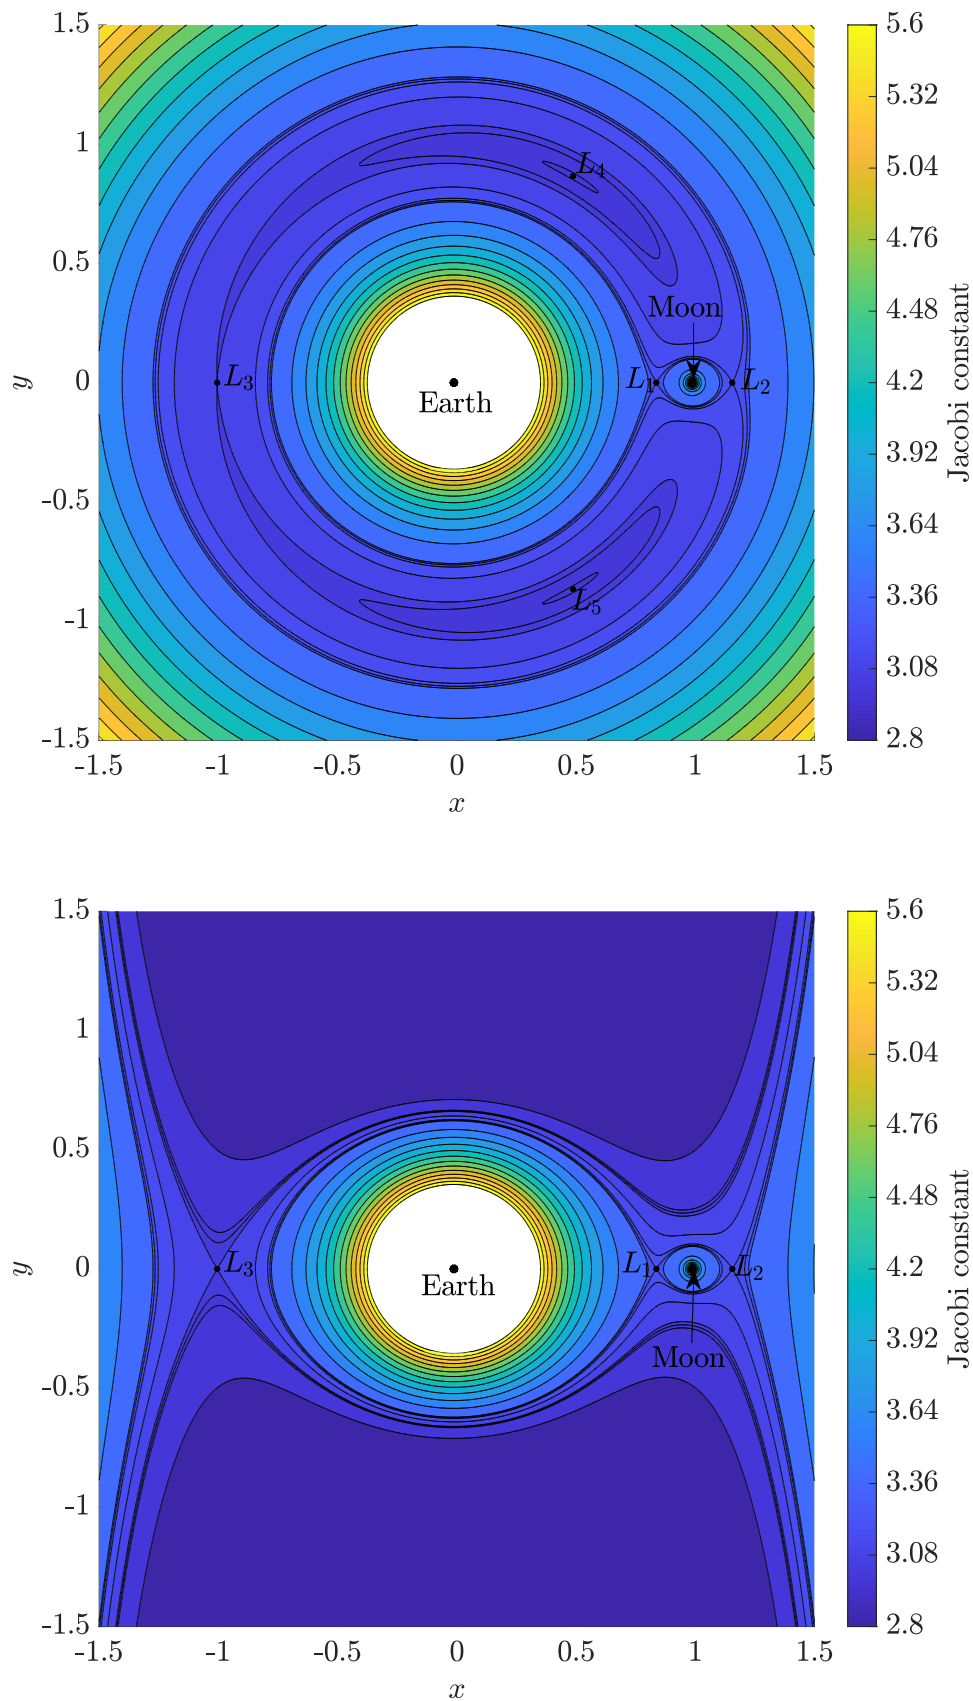 1.5
1
0.5
0
-0.5
-1
-1.5
y
-1.5 -1 -0.5 0 0.5 1 1.5
x
L4
Moon
L3
L1
L2
Earth
L5
5.6
5.32
5.04
4.76
4.48
4.2
3.92
3.64
3.36
3.08
2.8
Jacobi constant
1.5
1
0.5
0
-0.5
-1
-1.5
y
-1.5 -1 -0.5 0 0.5 1 1.5
x
L3
L1
L2
Earth
Moon
5.6
5.32
5.04
4.76
4.48
4.2
3.92
3.64
3.36
3.08
2.8
Jacobi constant